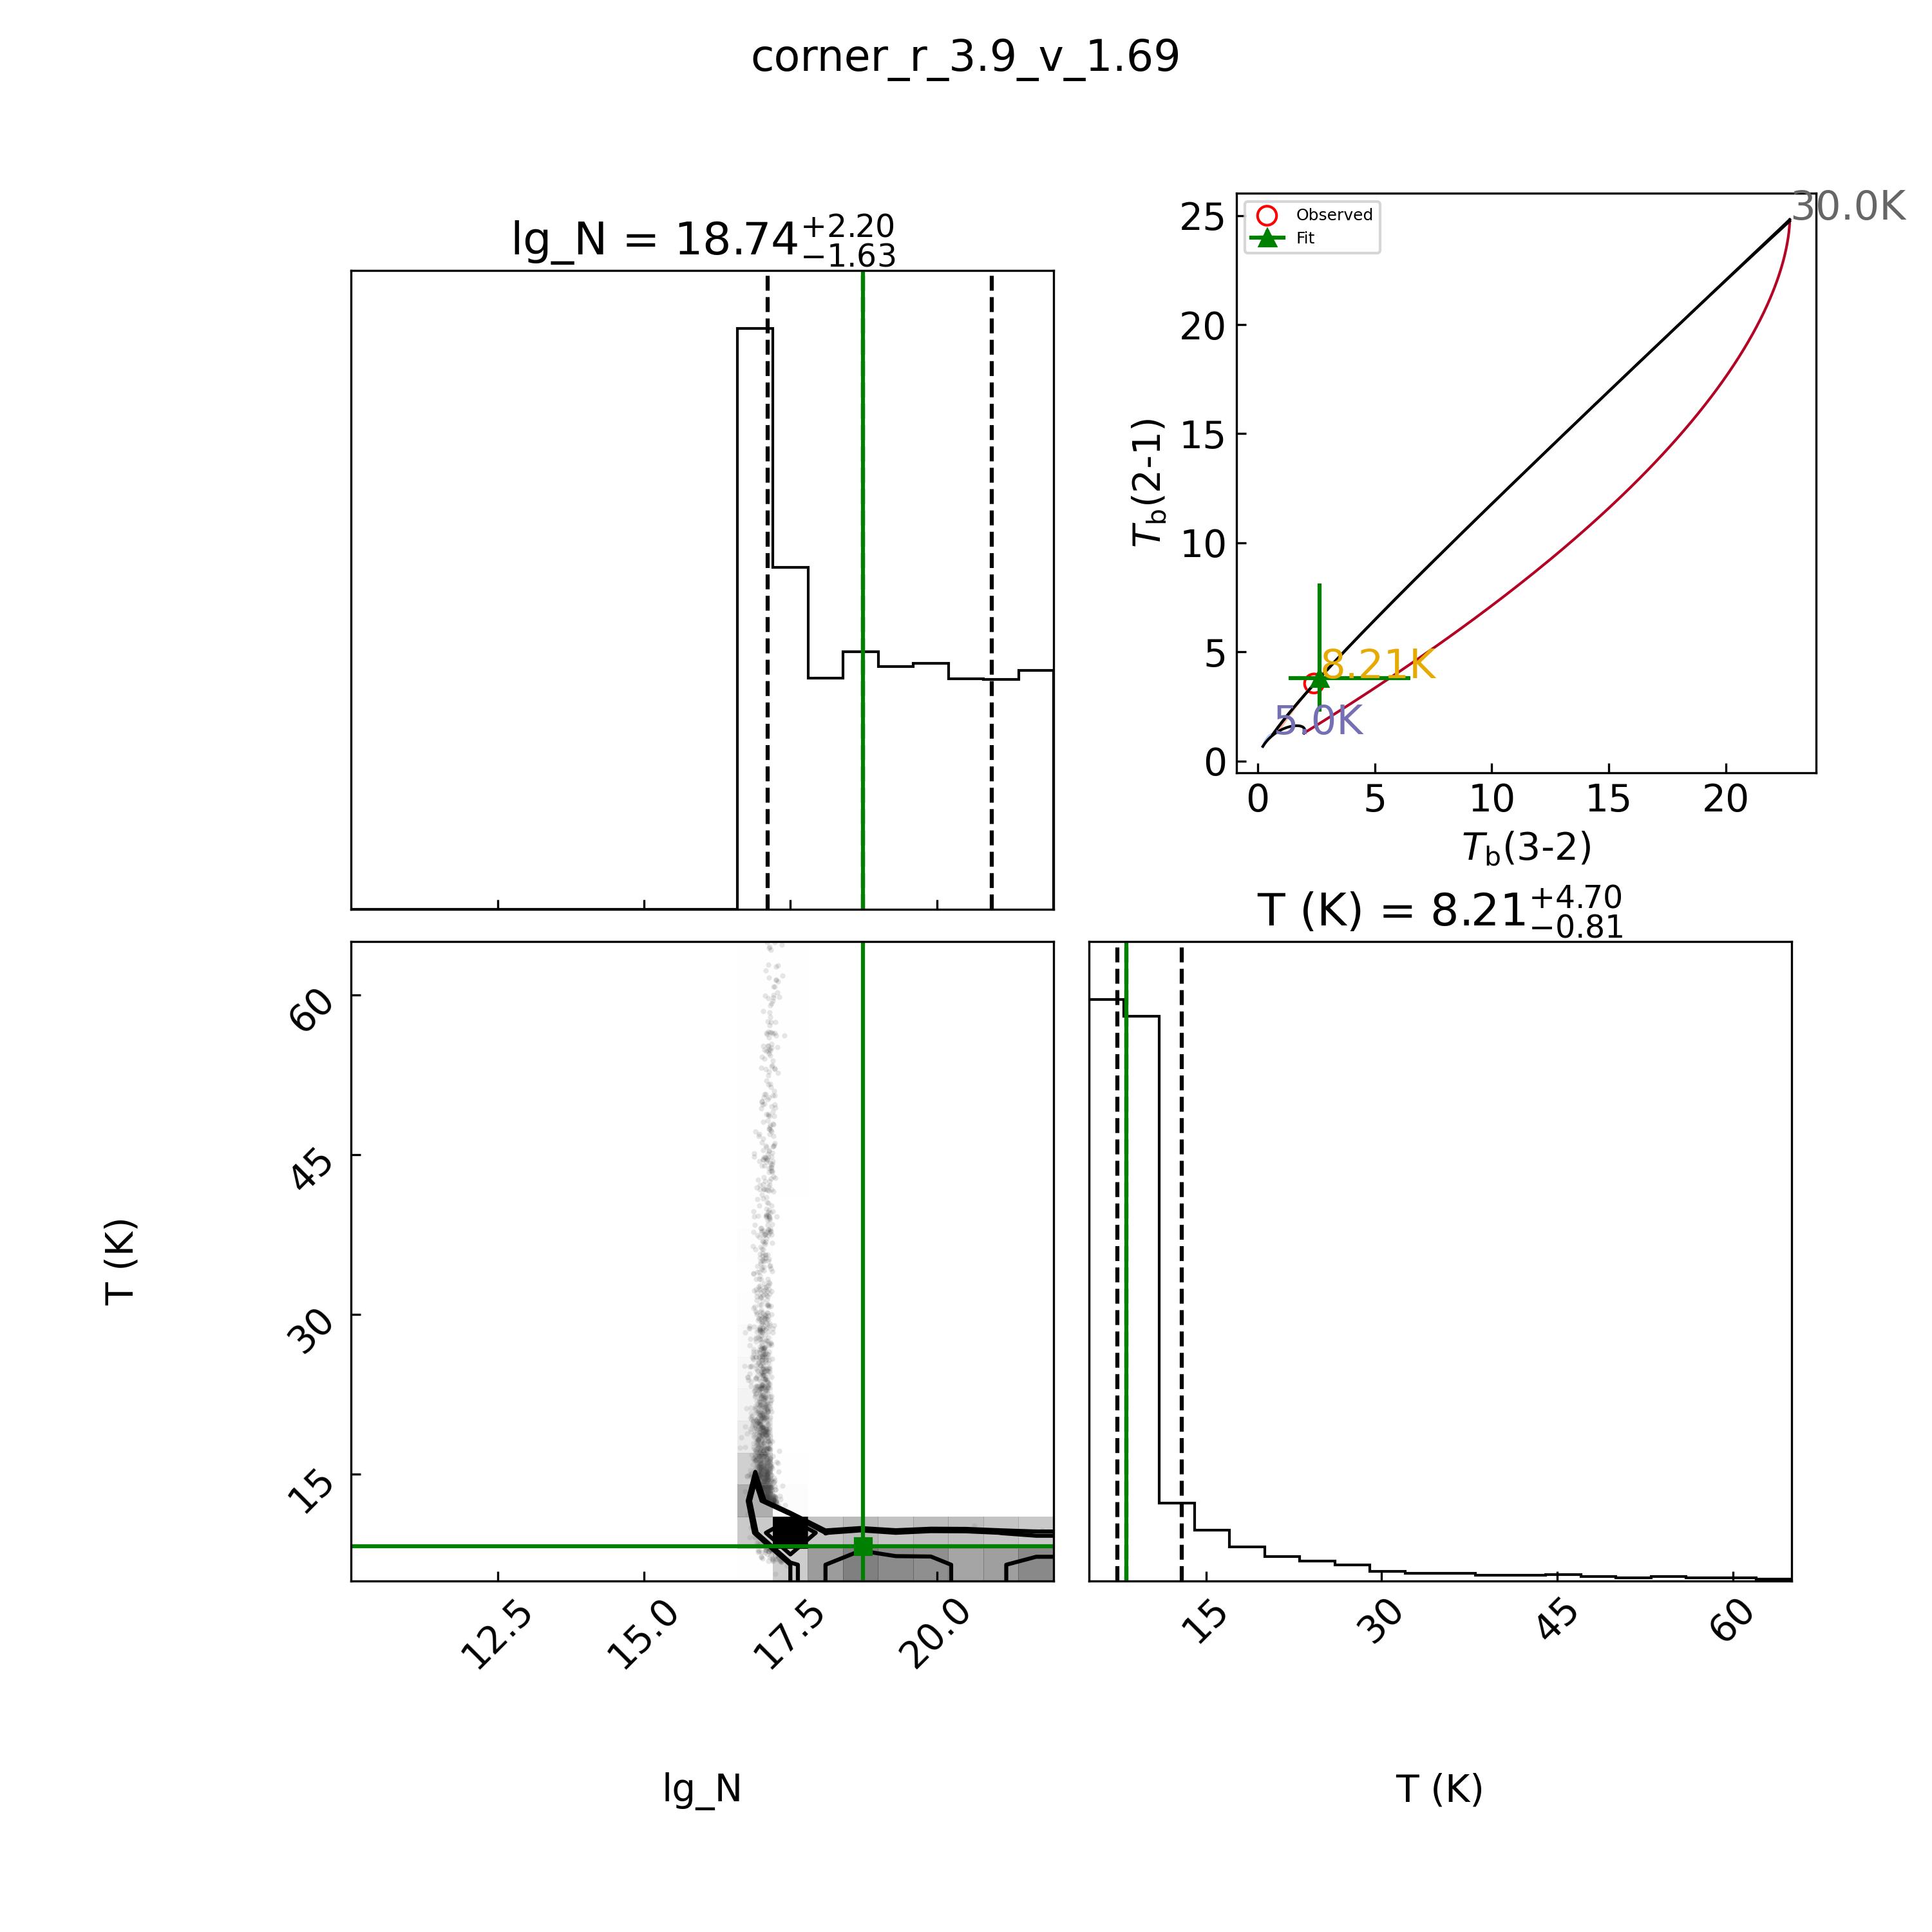 corner_r_3.9_v_1.69
lg_N = 18.74+2.20−1.63
30.0K
25
Observed
Fit
20
15
10
5
0
T_b(2-1)
8.21K
5.0K
0 5 10 15 20
T_b(3-2)
T (K) = 8.21+4.70−0.81
60
45
30
15
T (K)
12.5 15.0 17.5 20.0
15 30 45 60
lg_N
T (K)